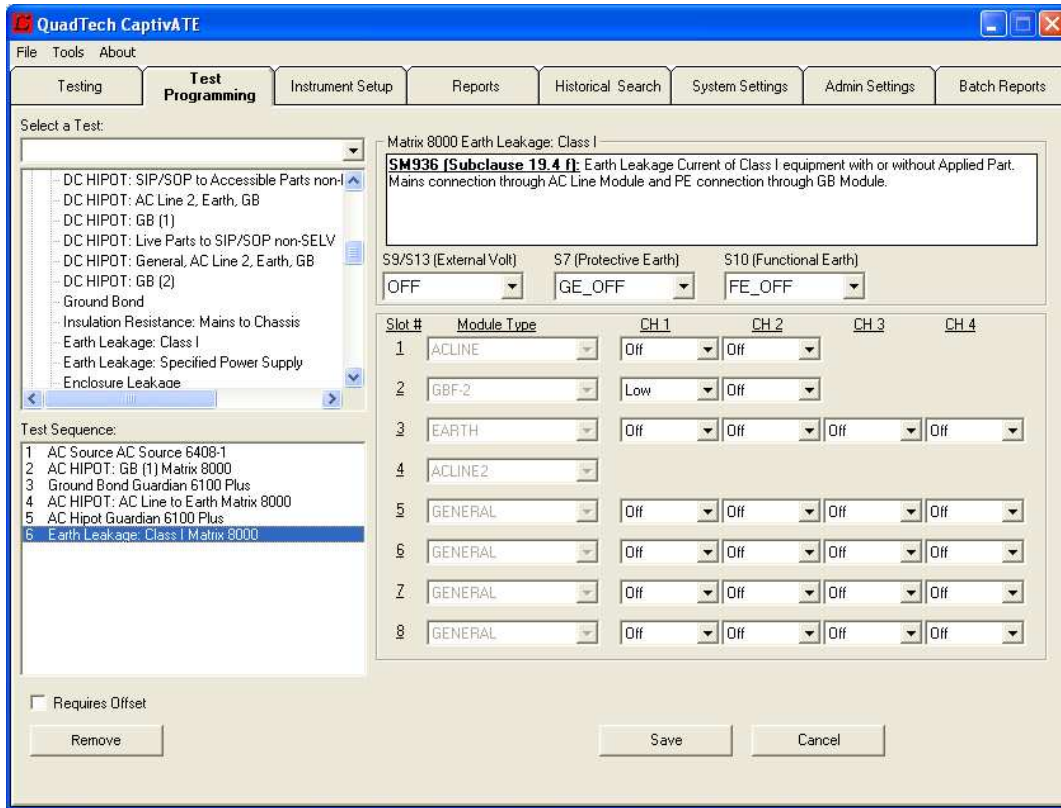 QuadTech CaptivATE
File Tools About
Testing
Test Programming
Instrument Setup
Reports
Historical Search
System Settings
Admin Settings
Batch Reports
Select a Test:
DC HIPOT: SIP/SOP to Accessible Parts non-
DC HIPOT: AC Line 2, Earth, GB
DC HIPOT: GB (1)
DC HIPOT: Live Parts to SIP/SOP non-SELV
DC HIPOT: General, AC Line 2, Earth, GB
DC HIPOT: GB (2)
Ground Bond
Insulation Resistance: Mains to Chassis
Earth Leakage: Class I
Earth Leakage: Specified Power Supply
Enclosure Leakage
Test Sequence:
1 AC Source AC Source 6408-1
2 AC HIPOT: GB (1) Matrix 8000
3 Ground Bond Guardian 6100 Plus
4 AC HIPOT: AC Line to Earth Matrix 8000
5 AC Hipot Guardian 6100 Plus
6 Earth Leakage: Class I Matrix 8000
Requires Offset
Remove
Matrix 8000 Earth Leakage: Class I
SM936 (Subclause 19.4 f): Earth Leakage Current of Class I equipment with or without Applied Part.
Mains connection through AC Line Module and PE connection through GB Module.
S9/S13 (External Volt) S7 (Protective Earth) S10 (Functional Earth)
OFF GE_OFF FE_OFF
Slot # Module Type CH 1 CH 2 CH 3 CH 4
1 ACLINE Off Off
2 GBF-2 Low Off
3 EARTH Off Off Off Off
4 ACLINE2
5 GENERAL Off Off Off Off
6 GENERAL Off Off Off Off
7 GENERAL Off Off Off Off
8 GENERAL Off Off Off Off
Save Cancel